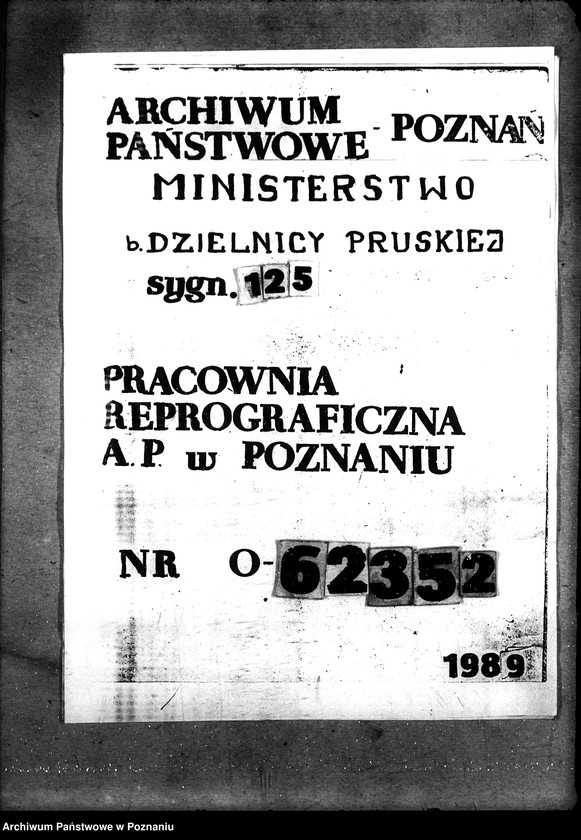 ARCHIWUM
PAŃSTWOWE - POZNAŃ
MINISTERSTWO
b. DZIELNICY PRUSKIEJ
sygn. 125
PRACOWNIA
REPROGRAFICZNA
A.P. w POZNANIU
NR O-62352
1989
Archiwum Państwowe w Poznaniu